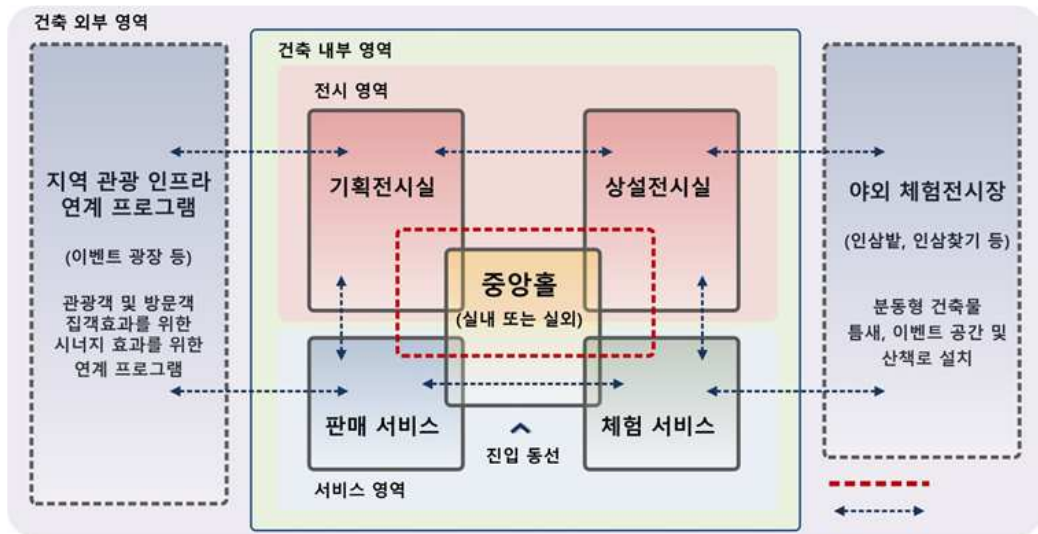 건축 외부 영역
건축 내부 영역
전시 영역
지역 관광 인프라
연계 프로그램
(이벤트 광장 등)
관광객 및 방문객
집객효과를 위한
시너지 효과를 위한
연계 프로그램
기획전시실
상설전시실
중앙홀
(실내 또는 실외)
판매 서비스
체험 서비스
진입 동선
서비스 영역
야외 체험전시장
(인삼밭, 인삼찾기 등)
분동형 건축물
틈새, 이벤트 공간 및
산책로 설치